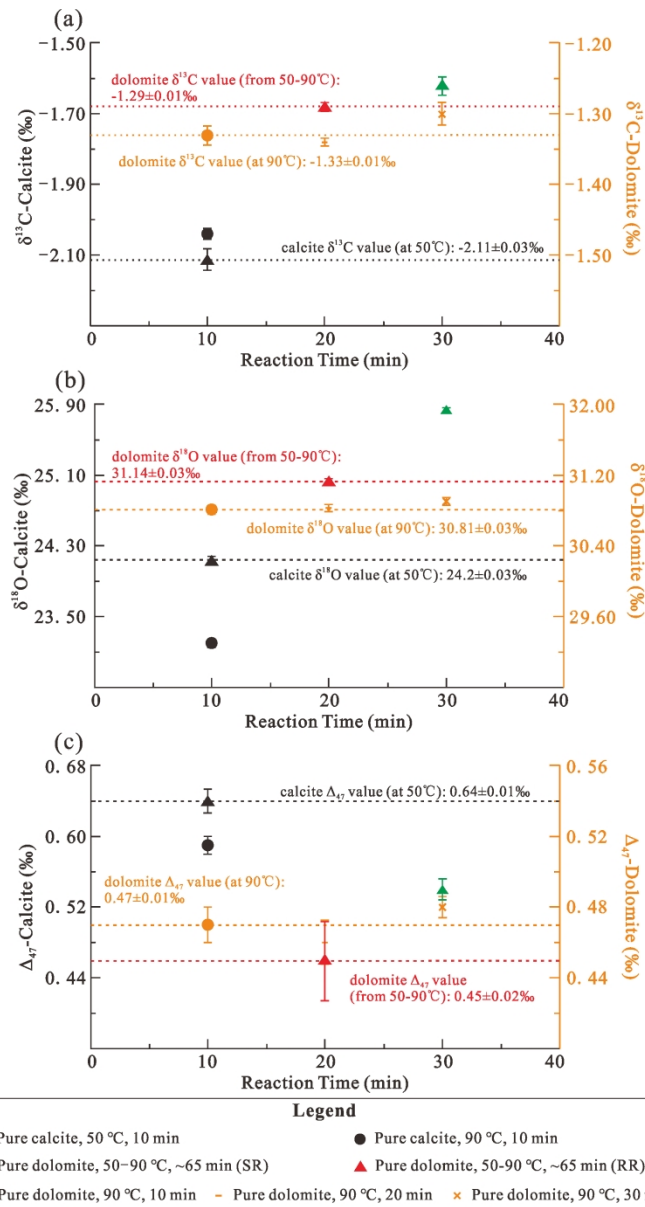 (a)
−1.50
−1.20
dolomite δ¹³C value (from 50-90℃):
-1.29±0.01‰
−1.70
−1.30
dolomite δ¹³C value (at 90℃): -1.33±0.01‰
δ¹³C-Calcite (‰)
δ¹³C-Dolomite (‰)
−1.90
−1.40
calcite δ¹³C value (at 50℃): -2.11±0.03‰
−2.10
−1.50
0 10 20 30 40
Reaction Time (min)
(b)
25.90
32.00
dolomite δ¹⁸O value (from 50-90℃):
31.14±0.03‰
25.10
31.20
dolomite δ¹⁸O value (at 90℃): 30.81±0.03‰
δ¹⁸O-Calcite (‰)
δ¹⁸O-Dolomite (‰)
24.30
30.40
calcite δ¹⁸O value (at 50℃): 24.2±0.03‰
23.50
29.60
0 10 20 30 40
Reaction Time (min)
(c)
0.68
0.56
calcite Δ₄₇ value (at 50℃): 0.64±0.01‰
0.60
0.52
dolomite Δ₄₇ value (at 90℃):
0.47±0.01‰
Δ₄₇-Calcite (‰)
Δ₄₇-Dolomite (‰)
0.52
0.48
dolomite Δ₄₇ value
(from 50-90℃): 0.45±0.02‰
0.44
0.44
0 10 20 30 40
Reaction Time (min)
Legend
Pure calcite, 50 ℃, 10 min Pure calcite, 90 ℃, 10 min
Pure dolomite, 50−90 ℃, ~65 min (SR) Pure dolomite, 50-90 ℃, ~65 min (RR)
Pure dolomite, 90 ℃, 10 min Pure dolomite, 90 ℃, 20 min Pure dolomite, 90 ℃, 30